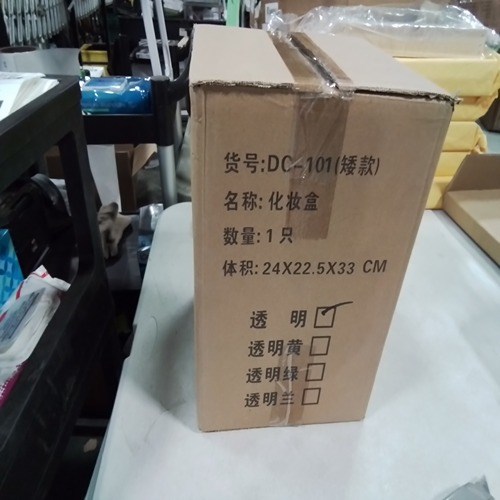 货号:DC-101(矮款)
名称:化妆盒
数量:1只
体积:24X22.5X33 CM
透 明
透明黄
透明绿
透明兰